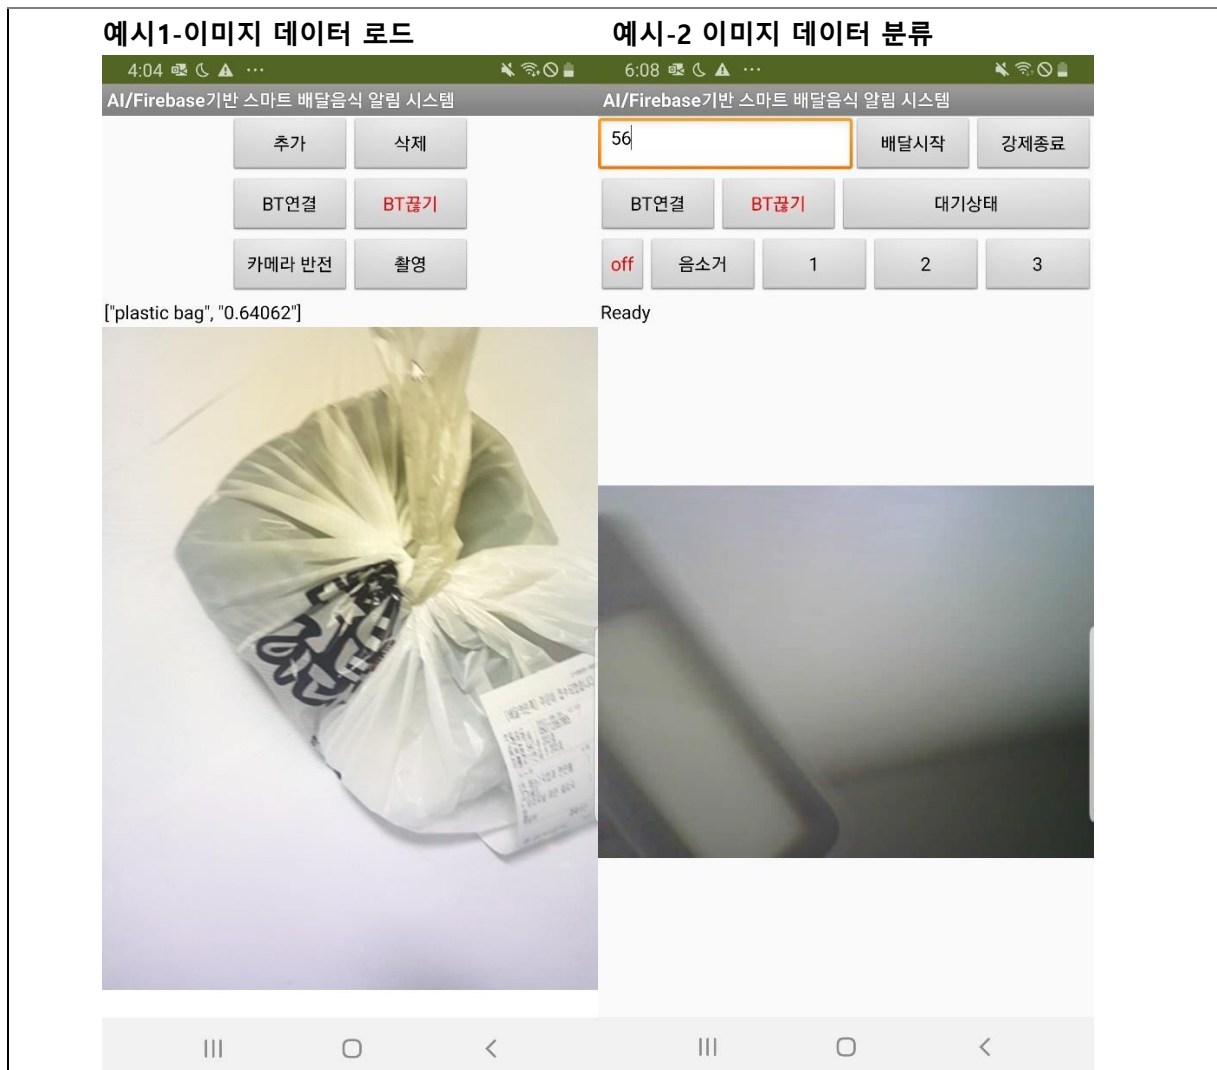 예시1-이미지 데이터 로드
예시-2 이미지 데이터 분류
4:04
AI/Firebase기반 스마트 배달음식 알림 시스템
추가
삭제
BT연결
BT끊기
카메라 반전
촬영
["plastic bag", "0.64062"]
6:08
AI/Firebase기반 스마트 배달음식 알림 시스템
56
배달시작
강제종료
BT연결
BT끊기
대기상태
off
음소거
1
2
3
Ready